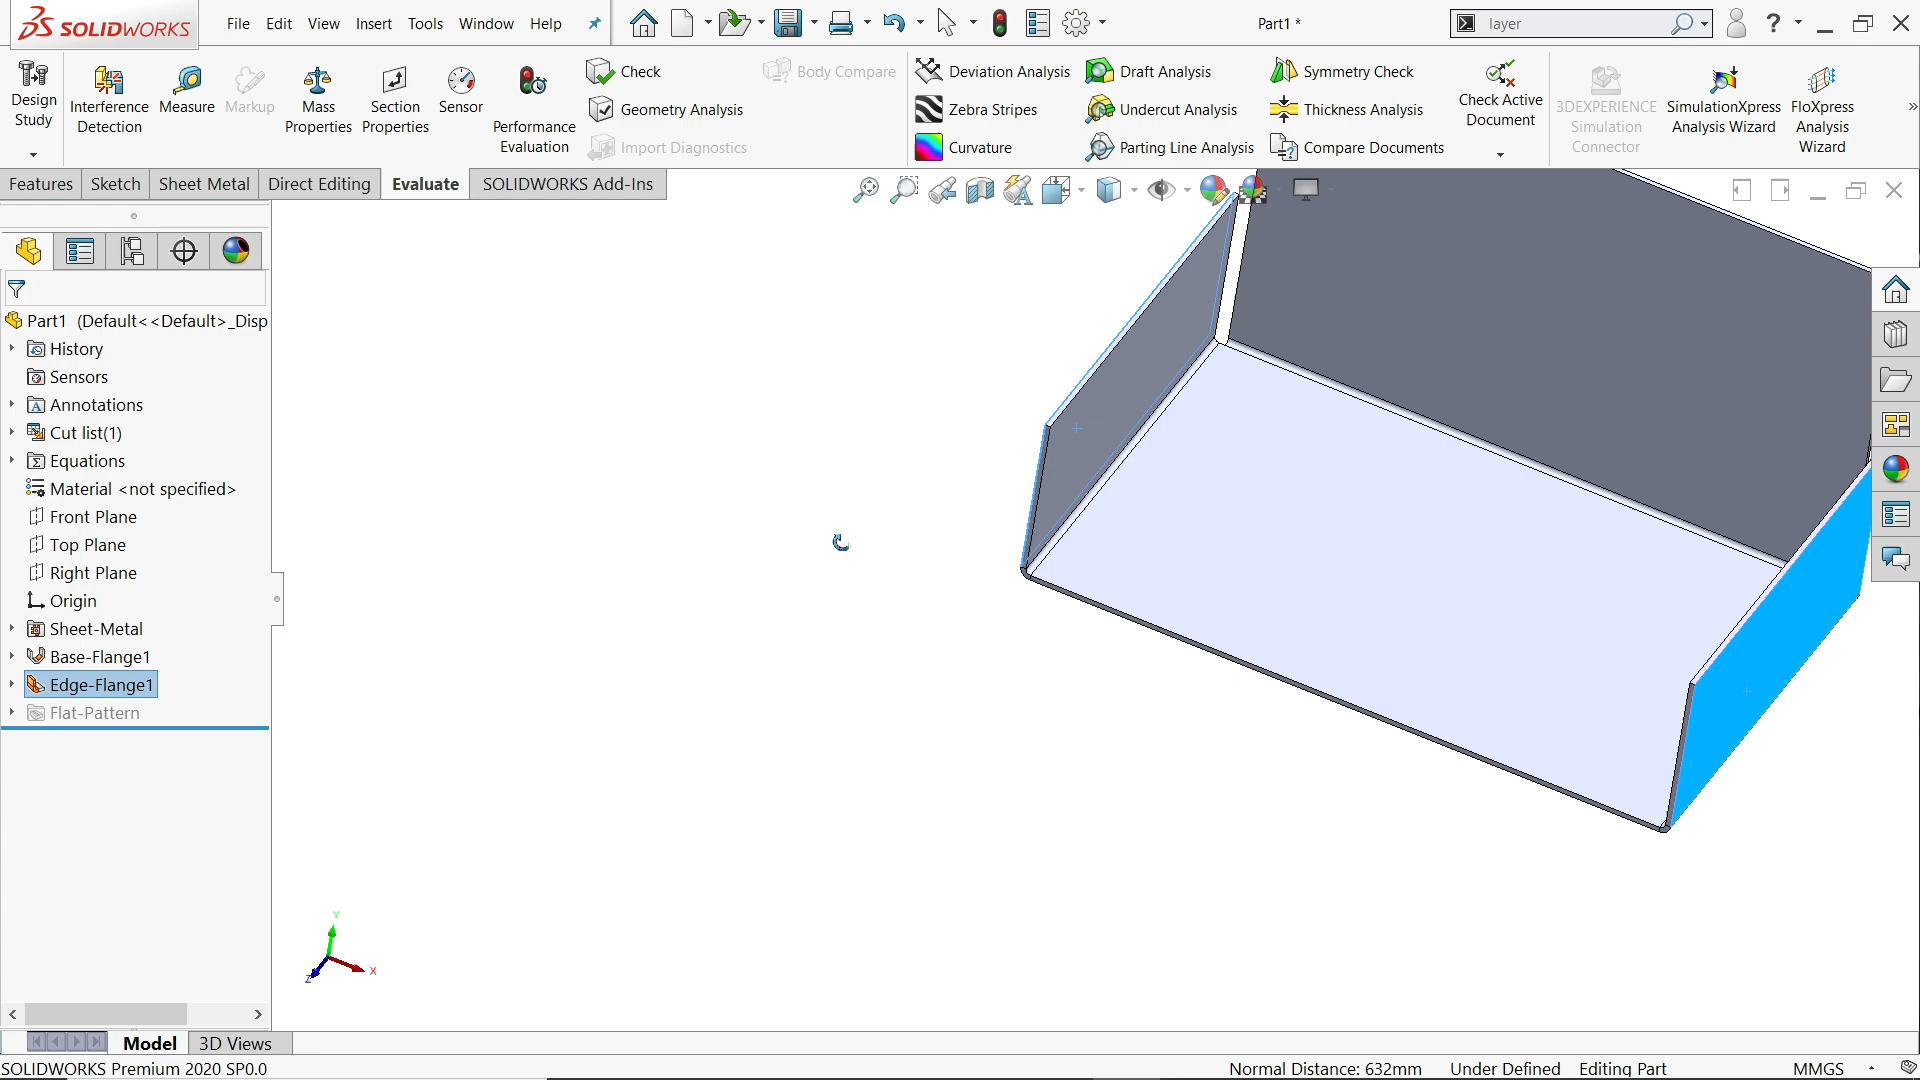 SOLIDWORKS
File Edit View Insert Tools Window Help
Part1 *
layer
?
Design Study
Interference Detection
Measure
Markup
Mass Properties
Section Properties
Sensor
Performance Evaluation
Check
Geometry Analysis
Import Diagnostics
Body Compare
Deviation Analysis
Zebra Stripes
Curvature
Draft Analysis
Undercut Analysis
Parting Line Analysis
Symmetry Check
Thickness Analysis
Compare Documents
Check Active Document
3DEXPERIENCE Simulation Connector
SimulationXpress Analysis Wizard
FloXpress Analysis Wizard
Features Sketch Sheet Metal Direct Editing Evaluate SOLIDWORKS Add-Ins
Part1 (Default<<Default>_Disp
History
Sensors
Annotations
Cut list(1)
Equations
Material <not specified>
Front Plane
Top Plane
Right Plane
Origin
Sheet-Metal
Base-Flange1
Edge-Flange1
Flat-Pattern
Y
X
Z
Model 3D Views
SOLIDWORKS Premium 2020 SP0.0
Normal Distance: 632mm Under Defined Editing Part MMGS